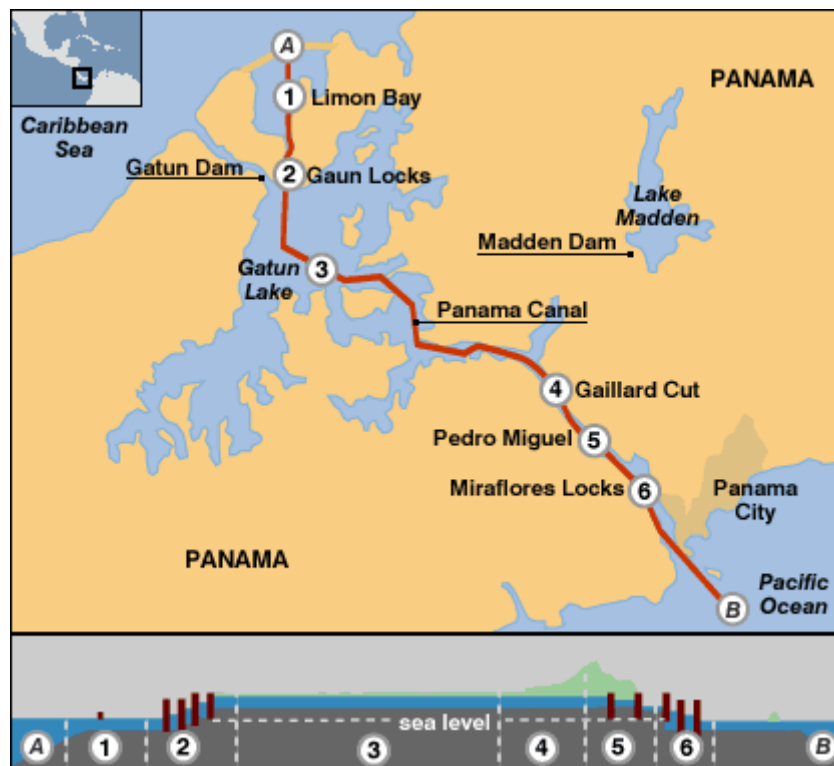 A
PANAMA
1
Limon Bay
Caribbean
Sea
Gatun Dam
2
Gaun Locks
Lake
Madden
Madden Dam
Gatun
Lake
3
Panama Canal
4
Gaillard Cut
Pedro Miguel
5
Miraflores Locks
6
Panama
City
PANAMA
Pacific
Ocean
B
sea level
A
1
2
3
4
5
6
B